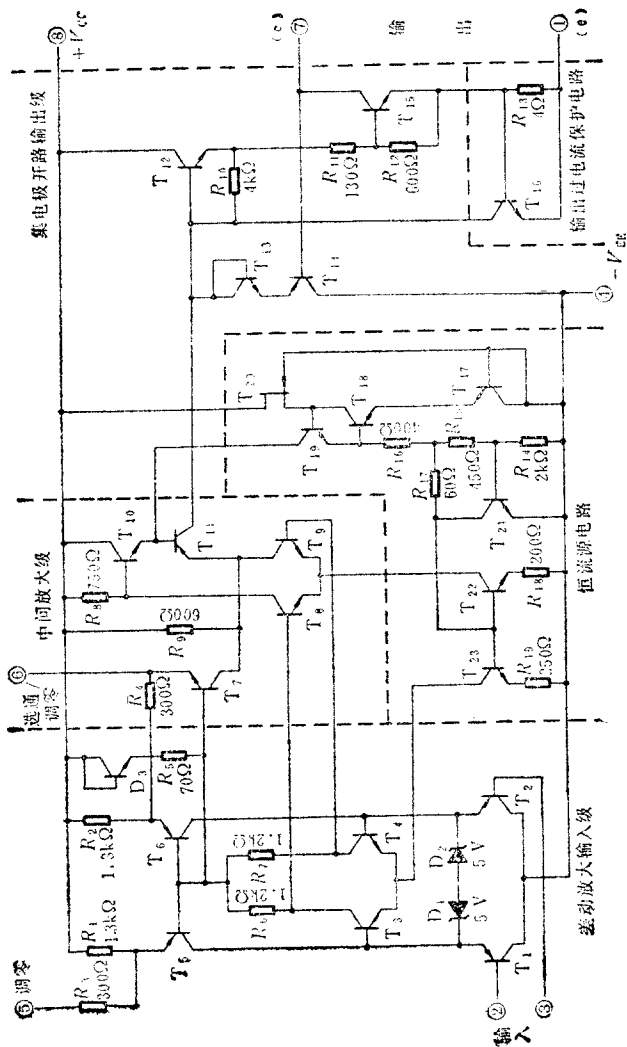 ⑤ 调零
R₃
300Ω
R₁
1.3kΩ
R₂
1.3kΩ
D₃
R₅
70Ω
T₅
T₆
R₆
1.2kΩ
R₇
1.2kΩ
T₃
T₄
D₁
5 V
D₂
5 V
T₁
T₂
②
③
输入
差动放大输入级
⑥
选通/调零
R₄
300Ω
中间放大级
R₈
750Ω
R₉
600Ω
T₇
T₈
T₉
T₁₀
T₁₁
T₂₀
T₁₉
T₁₈
T₁₇
R₁₆
400Ω
R₁₇
60Ω
R₁₅
450Ω
R₁₄
2kΩ
T₂₁
T₂₂
T₂₃
R₁₈
200Ω
R₁₉
250Ω
恒流源电路
集电极开路输出级
T₁₂
R₁₀
4kΩ
T₁₃
T₁₄
R₁₁
130Ω
R₁₂
600Ω
T₁₅
T₁₆
R₁₃
4Ω
输出过电流保护电路
⑧ +Vcc
(c)
⑦
输出
①
(e)
④ -Vcc